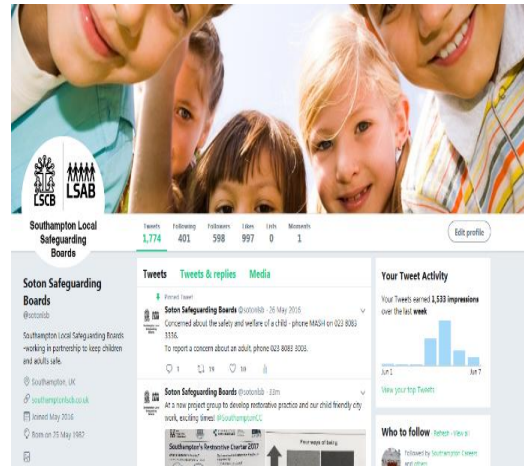 LSCB
LSAB
Southampton Local
Safeguarding
Boards
Tweets Following Followers Likes Lists Moments
1,774 401 598 997 0 1
Edit profile
Soton Safeguarding
Boards
@sotonlsb
Southampton Local Safeguarding Boards
-working in partnership to keep children
and adults safe.
Southampton, UK
southamptonlscb.co.uk
Joined May 2016
Born on 25 May 1982
Tweets Tweets & replies Media
Pinned Tweet
Soton Safeguarding Boards @sotonlsb · 26 May 2016
Concerned about the safety and welfare of a child - phone MASH on 023 8083
3336.
To report a concern about an adult, phone 023 8083 3003.
1 19 10
Soton Safeguarding Boards @sotonlsb · 33m
At a new project group to develop restorative practice and our child friendly city
work, exciting times! @SouthamptonCC
Southampton's Restorative Charter 2017
Four ways of being
Your Tweet Activity
Your Tweets earned 1,533 impressions
over the last week
Jun 1 Jun 7
View your top Tweets
Who to follow · Refresh · View all
Followed by Southampton Careers
and others